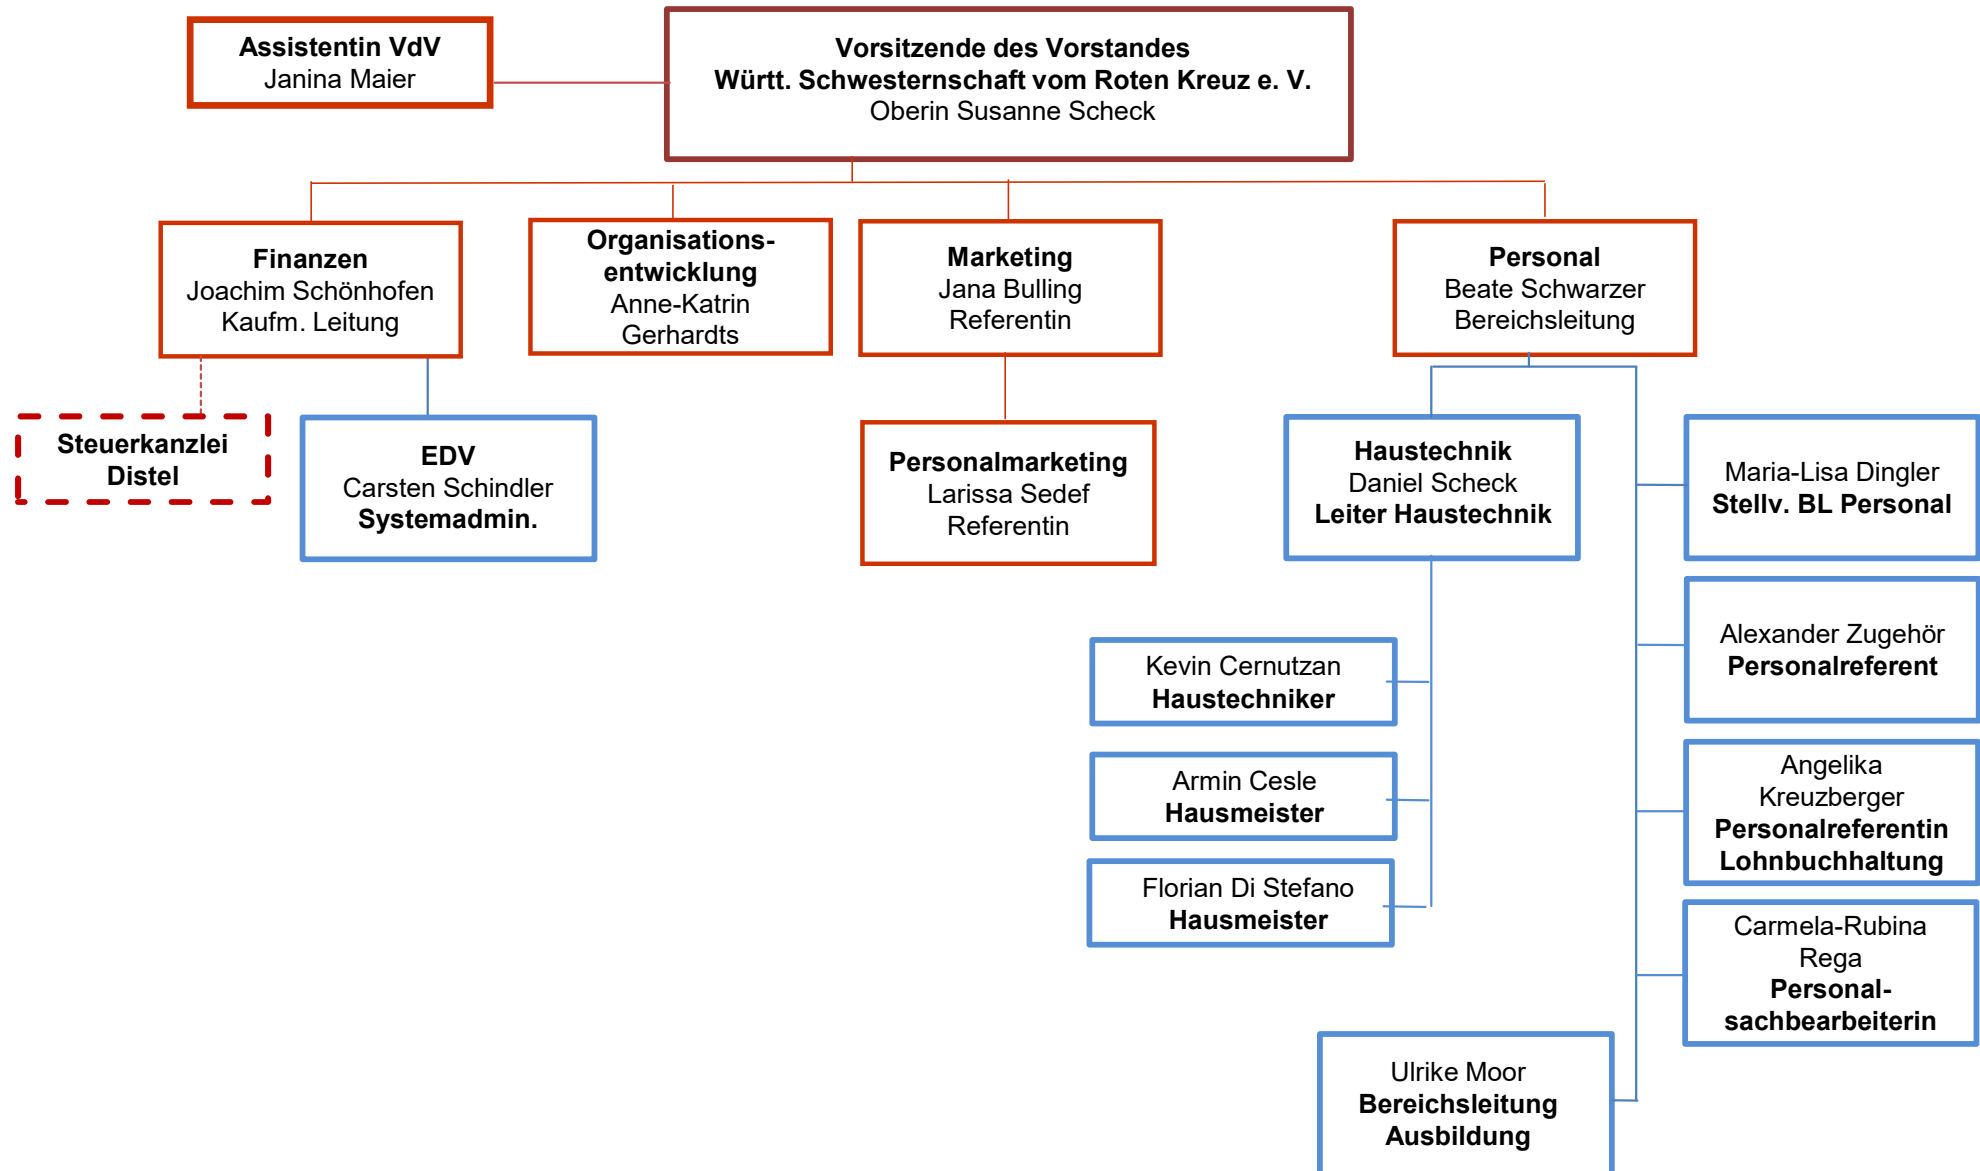 Assistentin VdV
Janina Maier
Vorsitzende des Vorstandes
Württ. Schwesternschaft vom Roten Kreuz e. V.
Oberin Susanne Scheck
Finanzen
Joachim Schönhofen
Kaufm. Leitung
Organisations-
entwicklung
Anne-Katrin
Gerhardts
Marketing
Jana Bulling
Referentin
Personal
Beate Schwarzer
Bereichsleitung
Steuerkanzlei
Distel
EDV
Carsten Schindler
Systemadmin.
Personalmarketing
Larissa Sedef
Referentin
Haustechnik
Daniel Scheck
Leiter Haustechnik
Maria-Lisa Dingler
Stellv. BL Personal
Alexander Zugehör
Personalreferent
Kevin Cernutzan
Haustechniker
Armin Cesle
Hausmeister
Angelika
Kreuzberger
Personalreferentin
Lohnbuchhaltung
Florian Di Stefano
Hausmeister
Carmela-Rubina
Rega
Personal-
sachbearbeiterin
Ulrike Moor
Bereichsleitung
Ausbildung